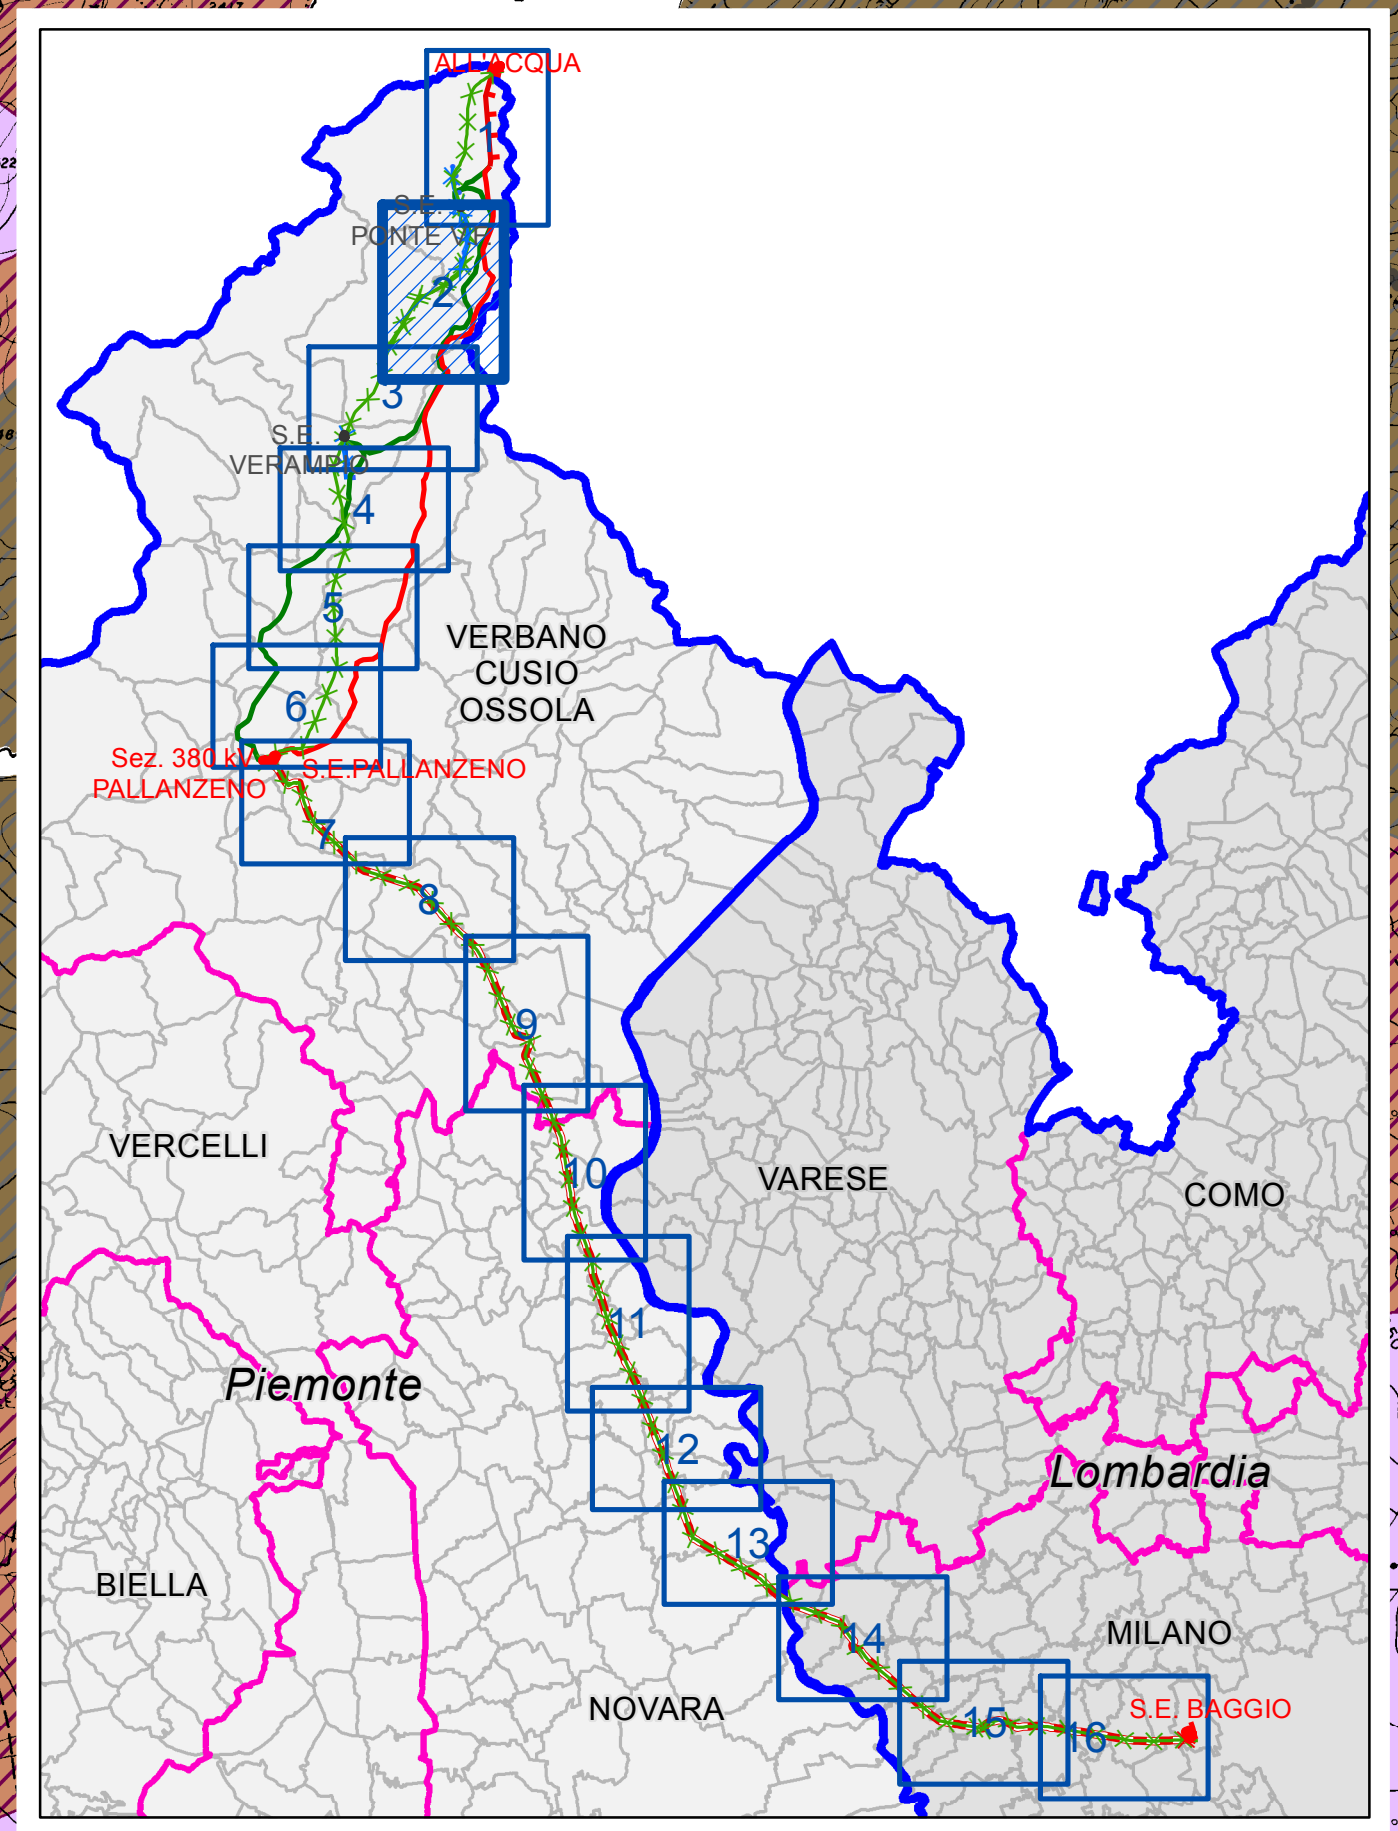 ALL'ACQUA
1
S.E.
PONTE V.F.
2
3
S.E.
VERAMPIO
4
5
VERBANO
CUSIO
OSSOLA
6
Sez. 380 kV
PALLANZENO
S.E.PALLANZENO
7
8
9
VERCELLI
10
VARESE
COMO
11
Piemonte
12
Lombardia
13
BIELLA
14
MILANO
NOVARA
15
S.E. BAGGIO
16